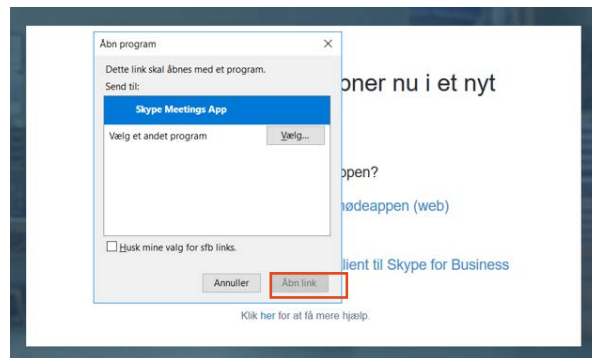 Åbn program
Dette link skal åbnes med et program.
Send til:
Skype Meetings App
Vælg et andet program
Vælg...
Husk mine valg for sfb links.
Annuller
Åbn link
ner nu i et nyt
ppen?
mødeappen (web)
lient til Skype for Business
Klik her for at få mere hjælp.